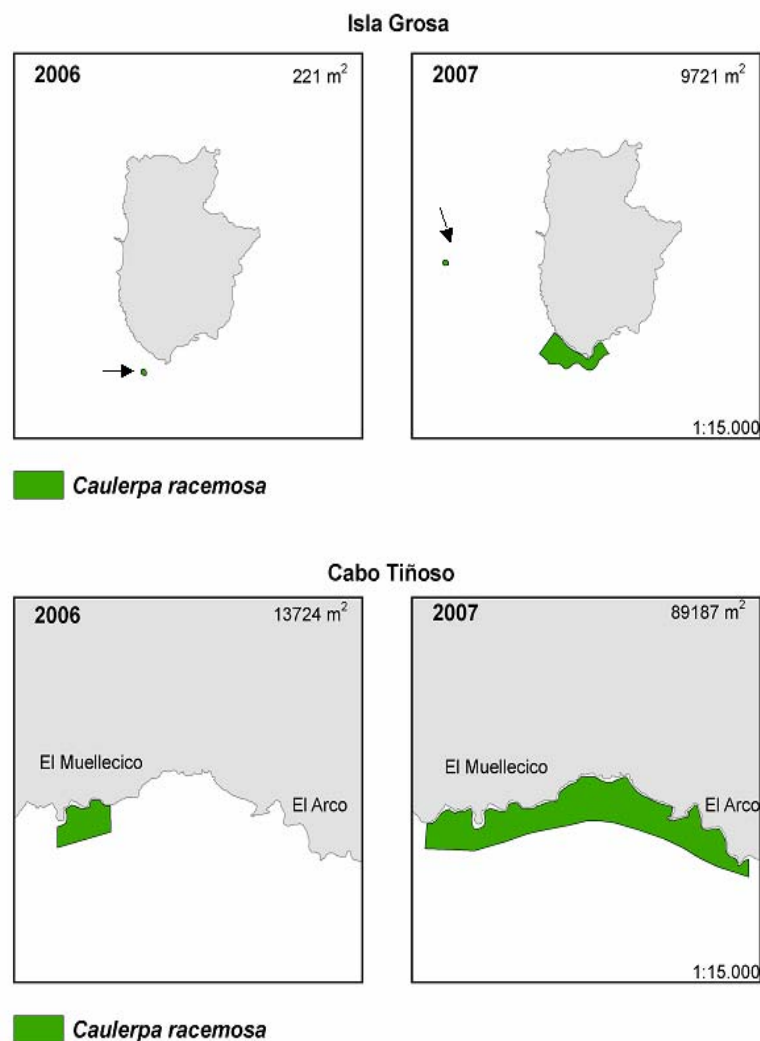 Isla Grosa
2006 221 m²
2007 9721 m²
1:15.000
Caulerpa racemosa
Cabo Tiñoso
2006 13724 m²
El Muellecico
El Arco
2007 89187 m²
El Muellecico
El Arco
1:15.000
Caulerpa racemosa